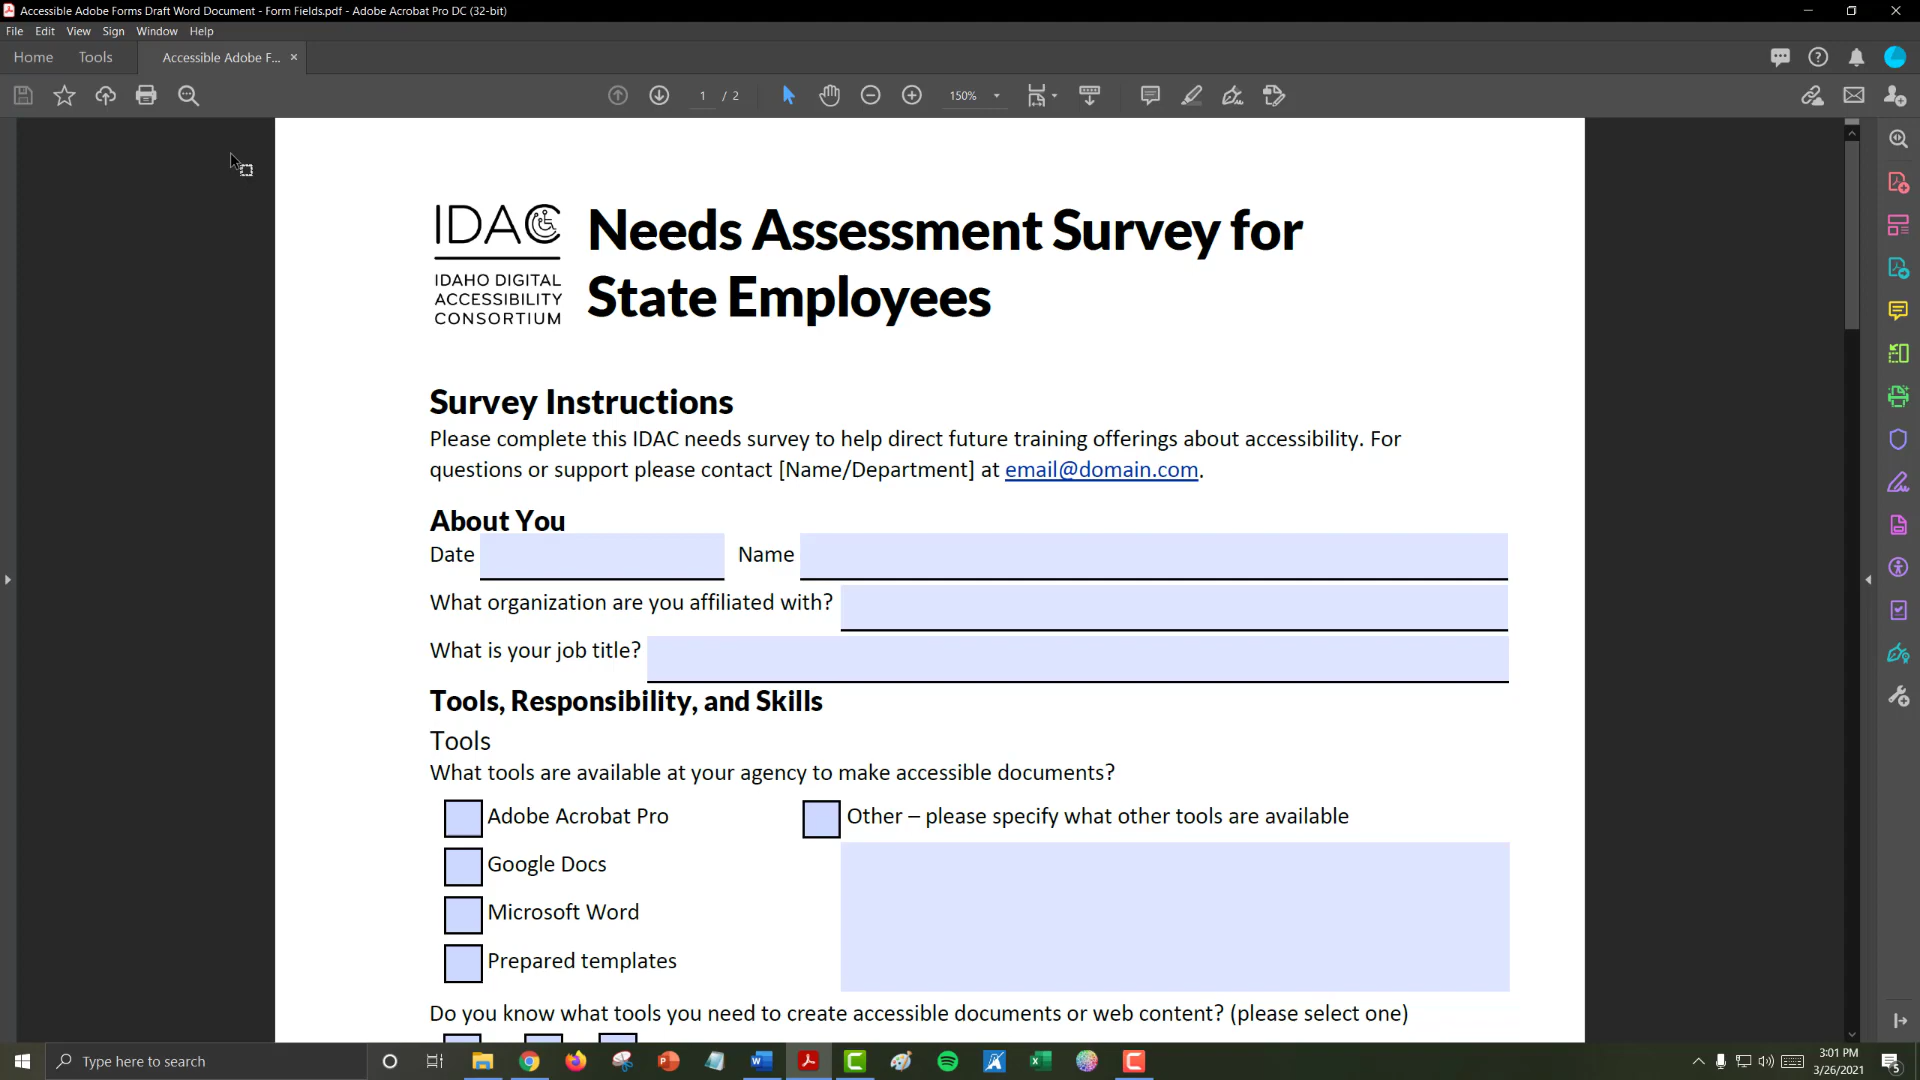 Accessible Adobe Forms Draft Word Document - Form Fields.pdf - Adobe Acrobat Pro DC (32-bit)
File Edit View Sign Window Help
Home Tools Accessible Adobe F... ×
1 / 2 150%
IDAC
IDAHO DIGITAL
ACCESSIBILITY
CONSORTIUM
Needs Assessment Survey for
State Employees
Survey Instructions
Please complete this IDAC needs survey to help direct future training offerings about accessibility. For
questions or support please contact [Name/Department] at email@domain.com.
About You
Date Name
What organization are you affiliated with?
What is your job title?
Tools, Responsibility, and Skills
Tools
What tools are available at your agency to make accessible documents?
Adobe Acrobat Pro Other – please specify what other tools are available
Google Docs
Microsoft Word
Prepared templates
Do you know what tools you need to create accessible documents or web content? (please select one)
Type here to search
3:01 PM
3/26/2021
5